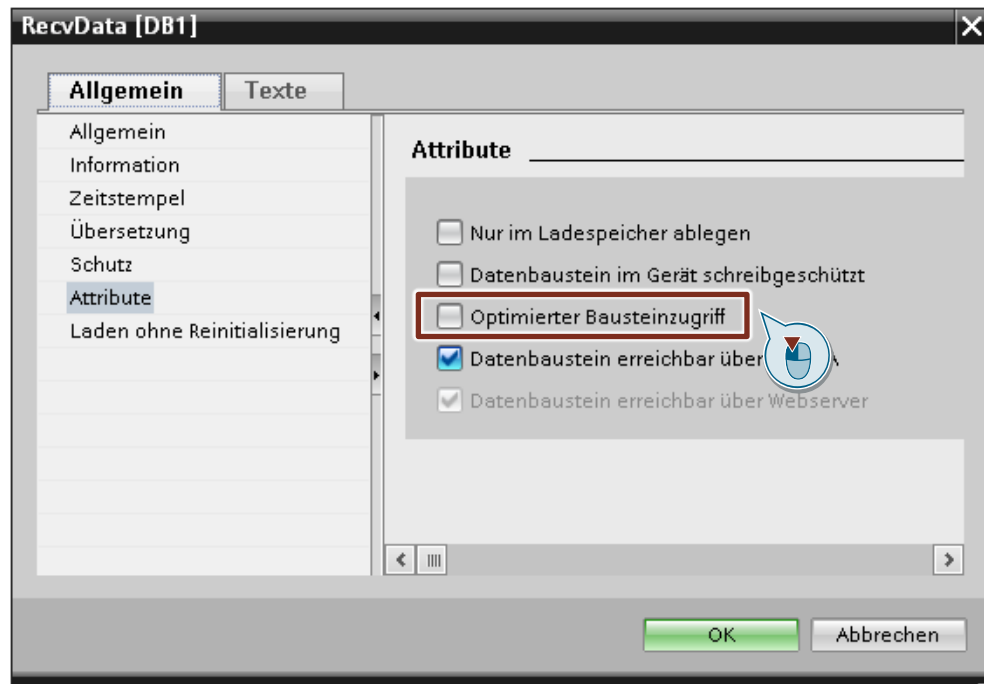 RecvData [DB1]
Allgemein
Texte
Allgemein
Information
Zeitstempel
Übersetzung
Schutz
Attribute
Laden ohne Reinitialisierung
Attribute
Nur im Ladespeicher ablegen
Datenbaustein im Gerät schreibgeschützt
Optimierter Bausteinzugriff
Datenbaustein erreichbar über
Datenbaustein erreichbar über Webserver
OK
Abbrechen